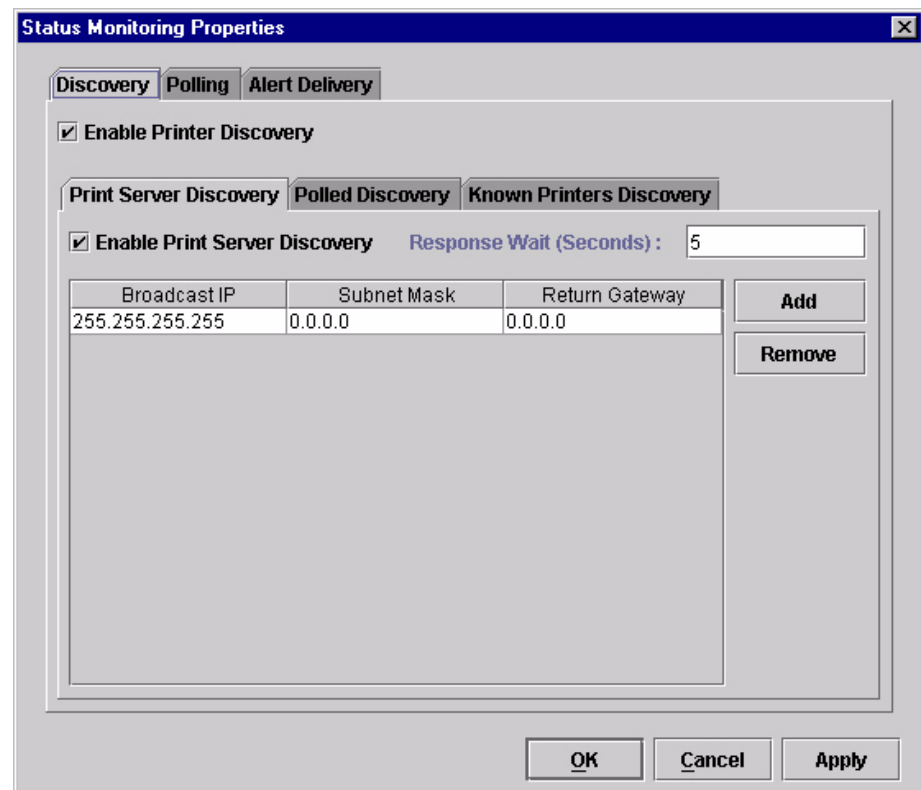 Status Monitoring Properties
Discovery Polling Alert Delivery
Enable Printer Discovery
Print Server Discovery Polled Discovery Known Printers Discovery
Enable Print Server Discovery Response Wait (Seconds) : 5
Broadcast IP Subnet Mask Return Gateway Add
255.255.255.255 0.0.0.0 0.0.0.0
Remove
OK Cancel Apply